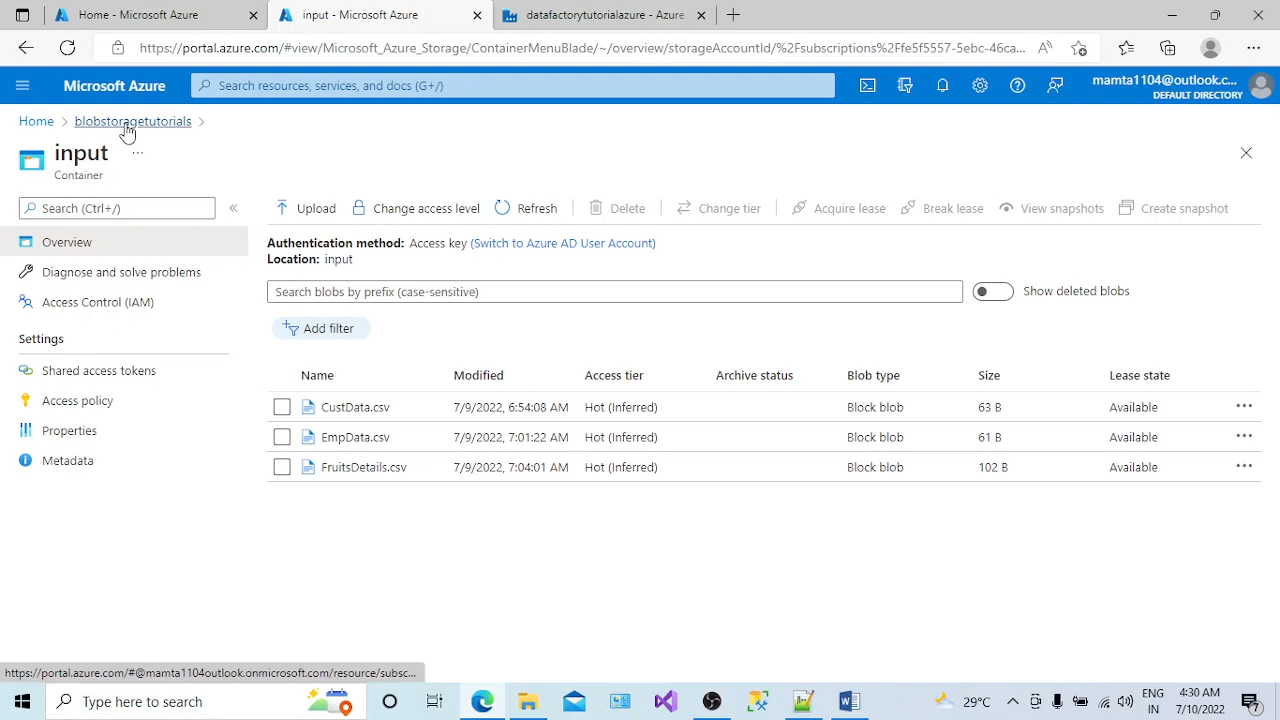 Home - Microsoft Azure
input - Microsoft Azure
datafactorytutorialazure - Azure
https://portal.azure.com/#view/Microsoft_Azure_Storage/ContainerMenuBlade/~/overview/storageAccountId/%2Fsubscriptions%2Ffe5f5557-5ebc-46ca...
Microsoft Azure
Search resources, services, and docs (G+/)
mamta1104@outlook.c...
DEFAULT DIRECTORY
Home > blobstoragetutorials >
input ...
Container
Search (Ctrl+/)
Upload
Change access level
Refresh
Delete
Change tier
Acquire lease
Break lease
View snapshots
Create snapshot
Overview
Diagnose and solve problems
Access Control (IAM)
Settings
Shared access tokens
Access policy
Properties
Metadata
Authentication method: Access key (Switch to Azure AD User Account)
Location: input
Search blobs by prefix (case-sensitive)
Show deleted blobs
Add filter
Name Modified Access tier Archive status Blob type Size Lease state
CustData.csv 7/9/2022, 6:54:08 AM Hot (Inferred) Block blob 63 B Available
EmpData.csv 7/9/2022, 7:01:22 AM Hot (Inferred) Block blob 61 B Available
FruitsDetails.csv 7/9/2022, 7:04:01 AM Hot (Inferred) Block blob 102 B Available
https://portal.azure.com/#@mamta1104outlook.onmicrosoft.com/resource/subsc...
Type here to search
29°C
ENG
IN
4:30 AM
7/10/2022
7